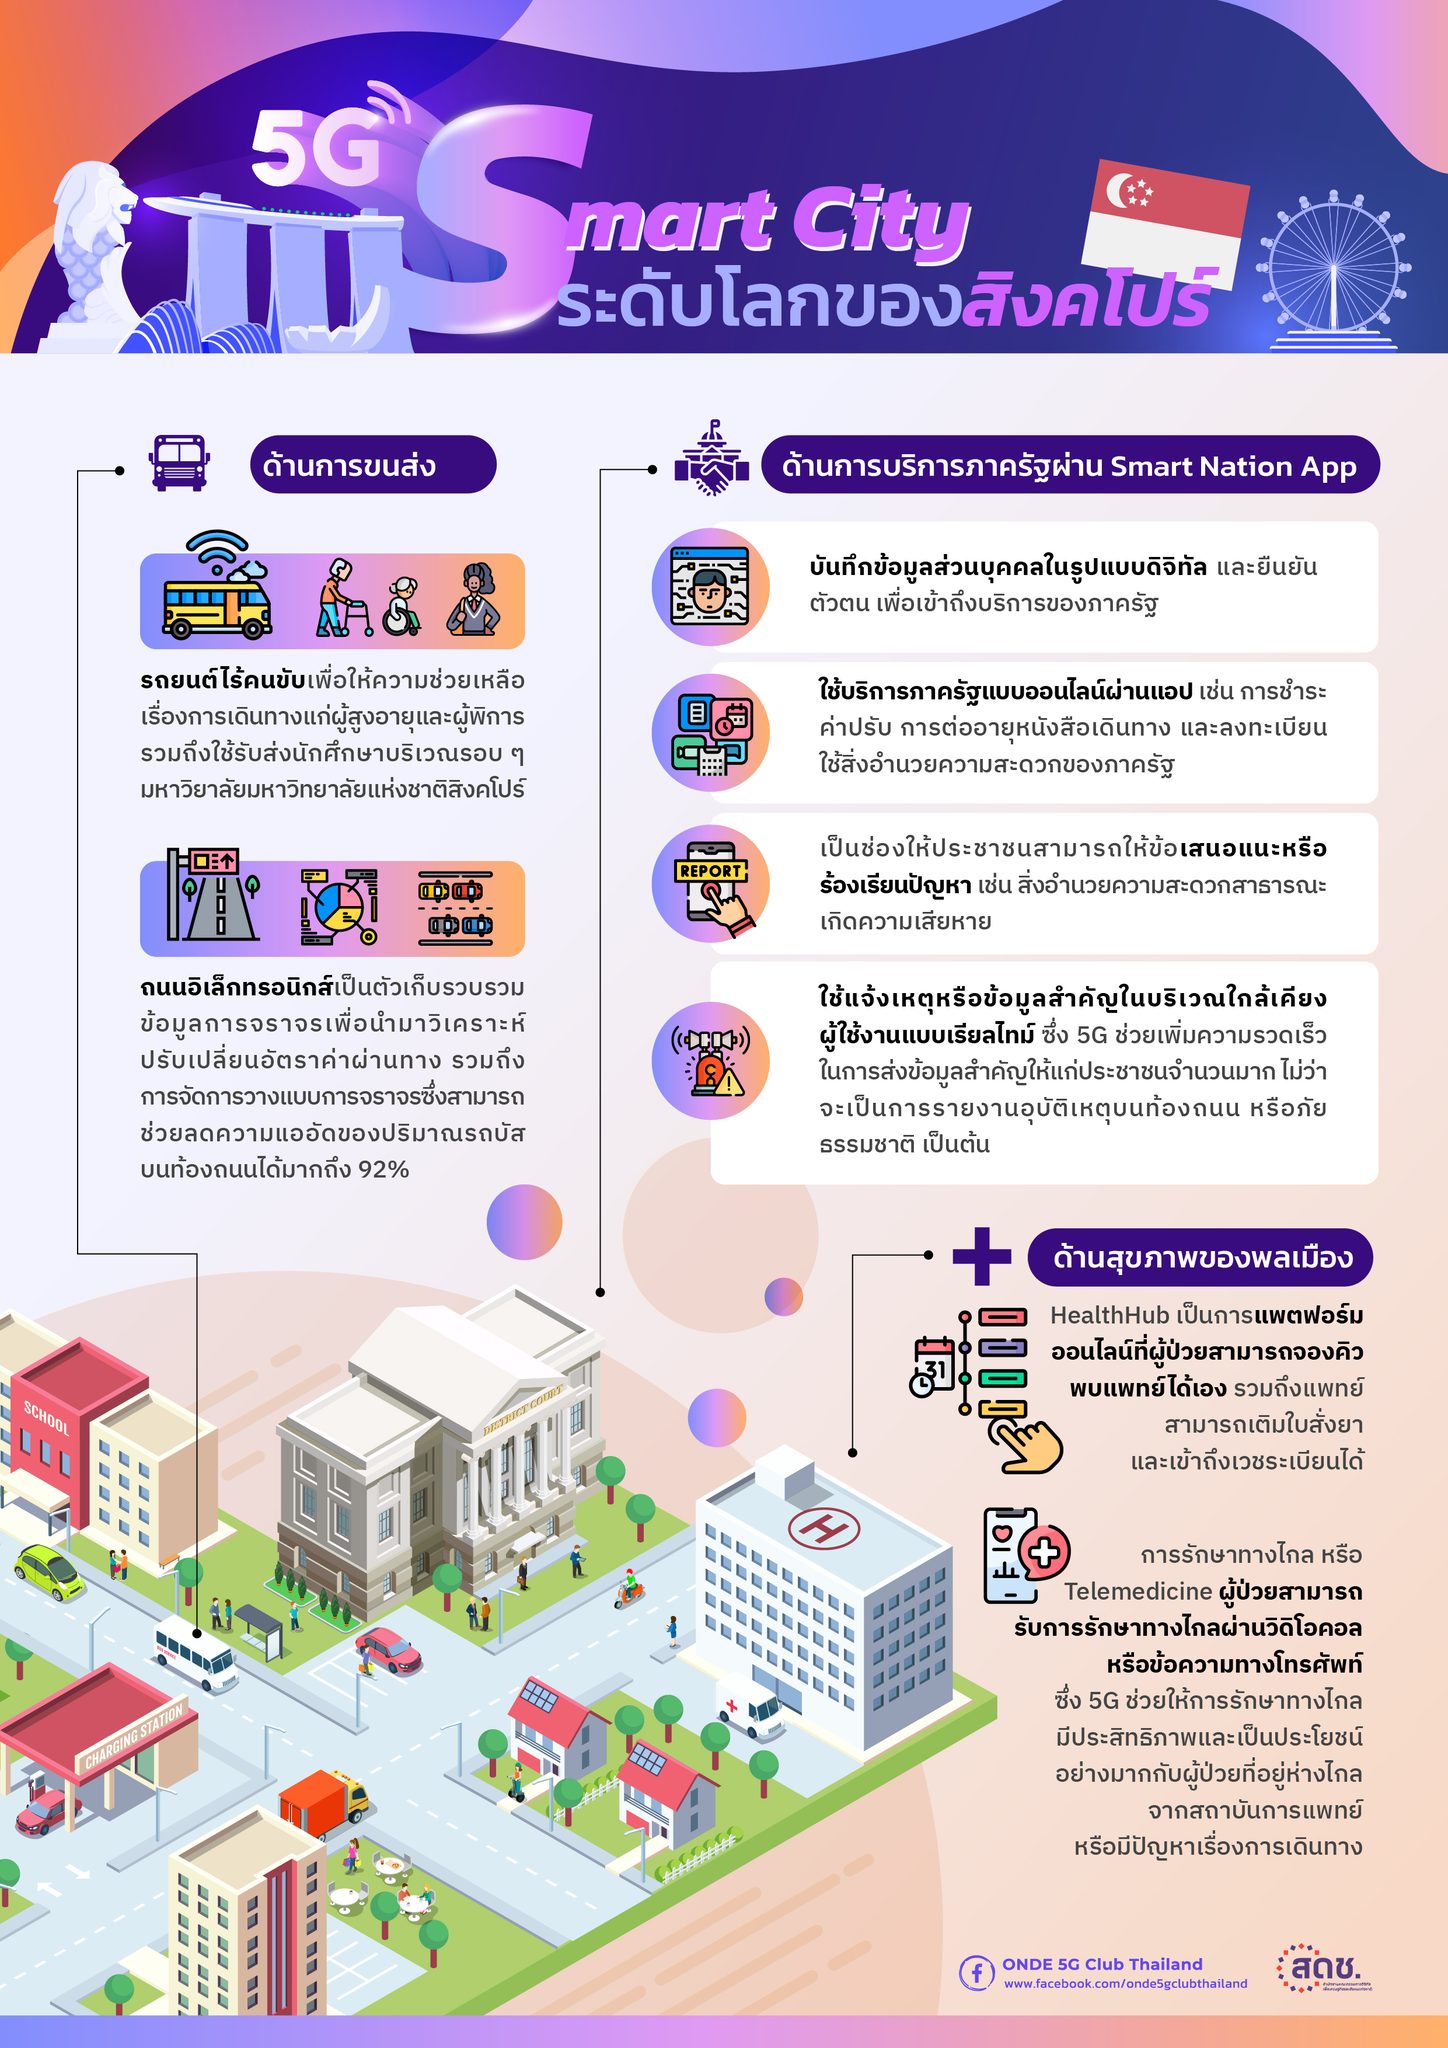 5G
Smart City
ระดับโลกของสิงคโปร์
ด้านการขนส่ง
รถยนต์ไร้คนขับเพื่อให้ความช่วยเหลือ
เรื่องการเดินทางแก่ผู้สูงอายุและผู้พิการ
รวมถึงใช้รับส่งนักศึกษาบริเวณรอบ ๆ
มหาวิยาลัยมหาวิทยาลัยแห่งชาติสิงคโปร์
ถนนอิเล็กทรอนิกส์เป็นตัวเก็บรวบรวม
ข้อมูลการจราจรเพื่อนำมาวิเคราะห์
ปรับเปลี่ยนอัตราค่าผ่านทาง รวมถึง
การจัดการวางแบบการจราจรซึ่งสามารถ
ช่วยลดความแออัดของปริมาณรถบัส
บนท้องถนนได้มากถึง 92%
ด้านการบริการภาครัฐผ่าน Smart Nation App
บันทึกข้อมูลส่วนบุคคลในรูปแบบดิจิทัล และยืนยัน
ตัวตน เพื่อเข้าถึงบริการของภาครัฐ
ใช้บริการภาครัฐแบบออนไลน์ผ่านแอป เช่น การชำระ
ค่าปรับ การต่ออายุหนังสือเดินทาง และลงทะเบียน
ใช้สิ่งอำนวยความสะดวกของภาครัฐ
REPORT
เป็นช่องให้ประชาชนสามารถให้ข้อเสนอแนะหรือ
ร้องเรียนปัญหา เช่น สิ่งอำนวยความสะดวกสาธารณะ
เกิดความเสียหาย
ใช้แจ้งเหตุหรือข้อมูลสำคัญในบริเวณใกล้เคียง
ผู้ใช้งานแบบเรียลไทม์ ซึ่ง 5G ช่วยเพิ่มความรวดเร็ว
ในการส่งข้อมูลสำคัญให้แก่ประชาชนจำนวนมาก ไม่ว่า
จะเป็นการรายงานอุบัติเหตุบนท้องถนน หรือภัย
ธรรมชาติ เป็นต้น
ด้านสุขภาพของพลเมือง
31
HealthHub เป็นการแพตฟอร์ม
ออนไลน์ที่ผู้ป่วยสามารถจองคิว
พบแพทย์ได้เอง รวมถึงแพทย์
สามารถเติมใบสั่งยา
และเข้าถึงเวชระเบียนได้
การรักษาทางไกล หรือ
Telemedicine ผู้ป่วยสามารถ
รับการรักษาทางไกลผ่านวิดิโอคอล
หรือข้อความทางโทรศัพท์
ซึ่ง 5G ช่วยให้การรักษาทางไกล
มีประสิทธิภาพและเป็นประโยชน์
อย่างมากกับผู้ป่วยที่อยู่ห่างไกล
จากสถาบันการแพทย์
หรือมีปัญหาเรื่องการเดินทาง
SCHOOL
DISTRICT COURT
H
CHARGING STATION
ONDE 5G Club Thailand
www.facebook.com/onde5gclubthailand
สดช.